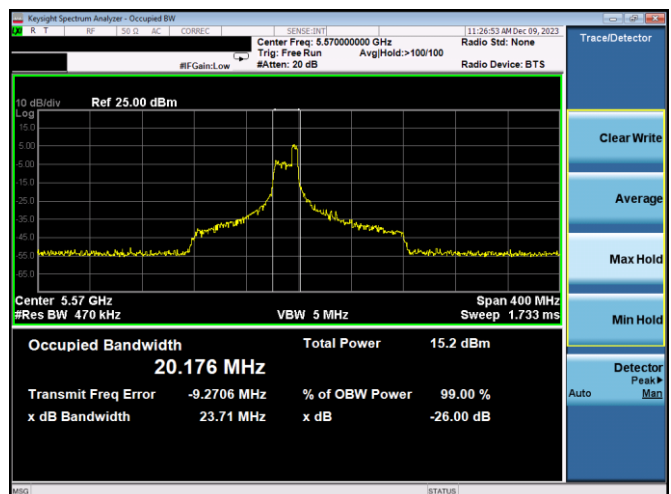 Keysight Spectrum Analyzer - Occupied BW
R T RF 50 Ω AC CORREC SENSE:INT 11:26:53 AM Dec 09, 2023
Center Freq: 5.570000000 GHz Radio Std: None
Trig: Free Run Avg|Hold:>100/100
#IFGain:Low #Atten: 20 dB Radio Device: BTS
Trace/Detector
10 dB/div Ref 25.00 dBm
Log
15.0
5.00
-5.00
-15.0
-25.0
-35.0
-45.0
-55.0
-65.0
Center 5.57 GHz Span 400 MHz
#Res BW 470 kHz VBW 5 MHz Sweep 1.733 ms
Occupied Bandwidth Total Power 15.2 dBm
20.176 MHz
Transmit Freq Error -9.2706 MHz % of OBW Power 99.00 %
x dB Bandwidth 23.71 MHz x dB -26.00 dB
Clear Write
Average
Max Hold
Min Hold
Detector
Peak▶
Auto Man
MSG STATUS